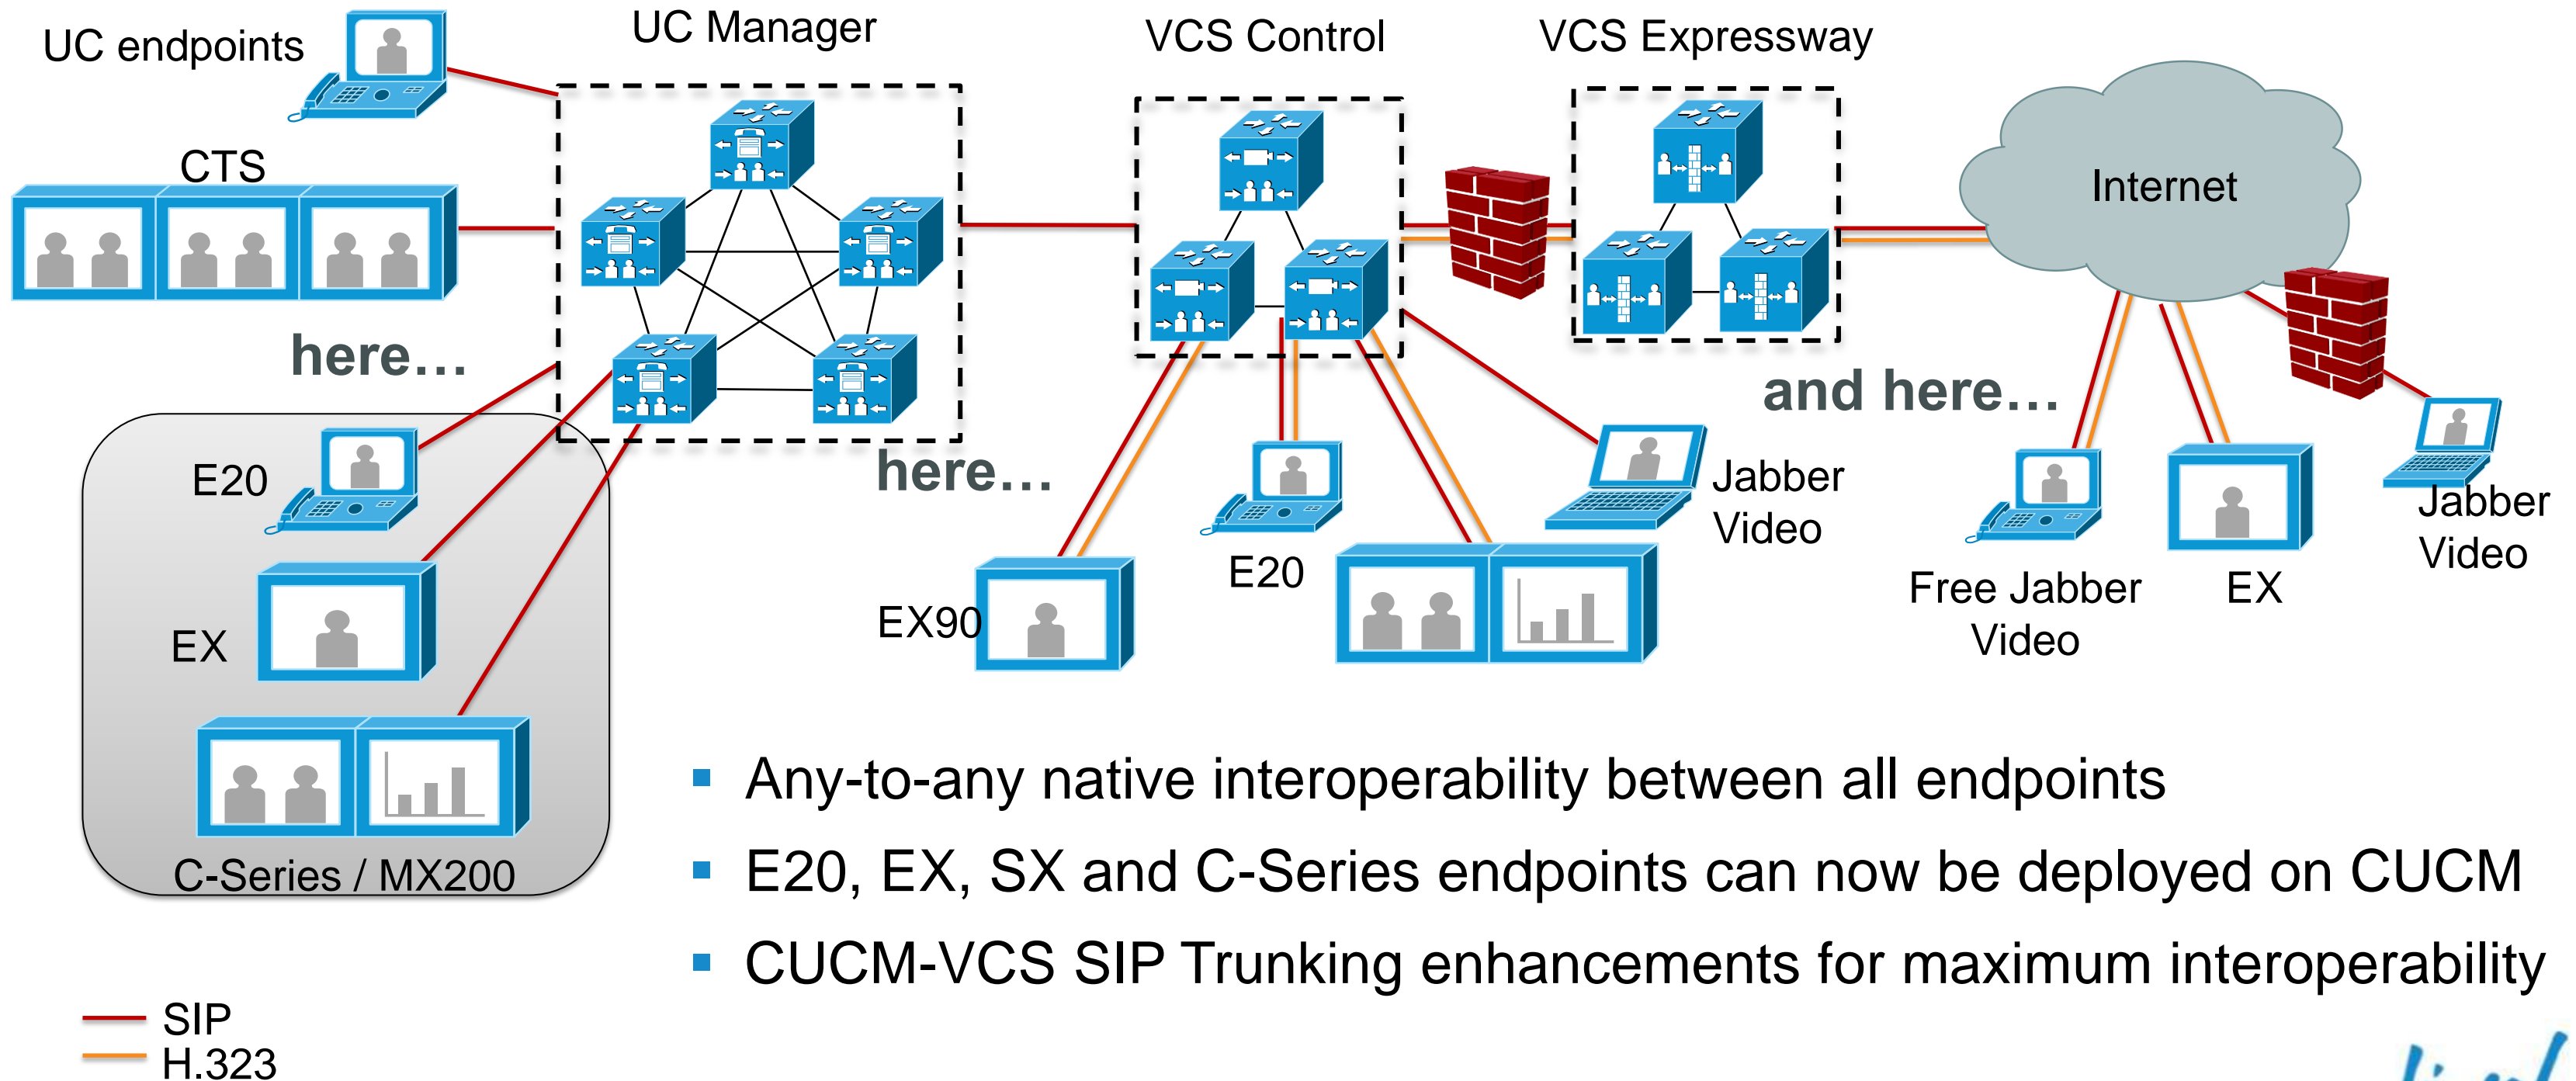 UC endpoints
UC Manager
VCS Control
VCS Expressway
CTS
Internet
here…
here…
and here…
E20
EX
C-Series / MX200
EX90
E20
Jabber
Video
Free Jabber
Video
EX
Jabber
Video
Any-to-any native interoperability between all endpoints
E20, EX, SX and C-Series endpoints can now be deployed on CUCM
CUCM-VCS SIP Trunking enhancements for maximum interoperability
SIP
H.323